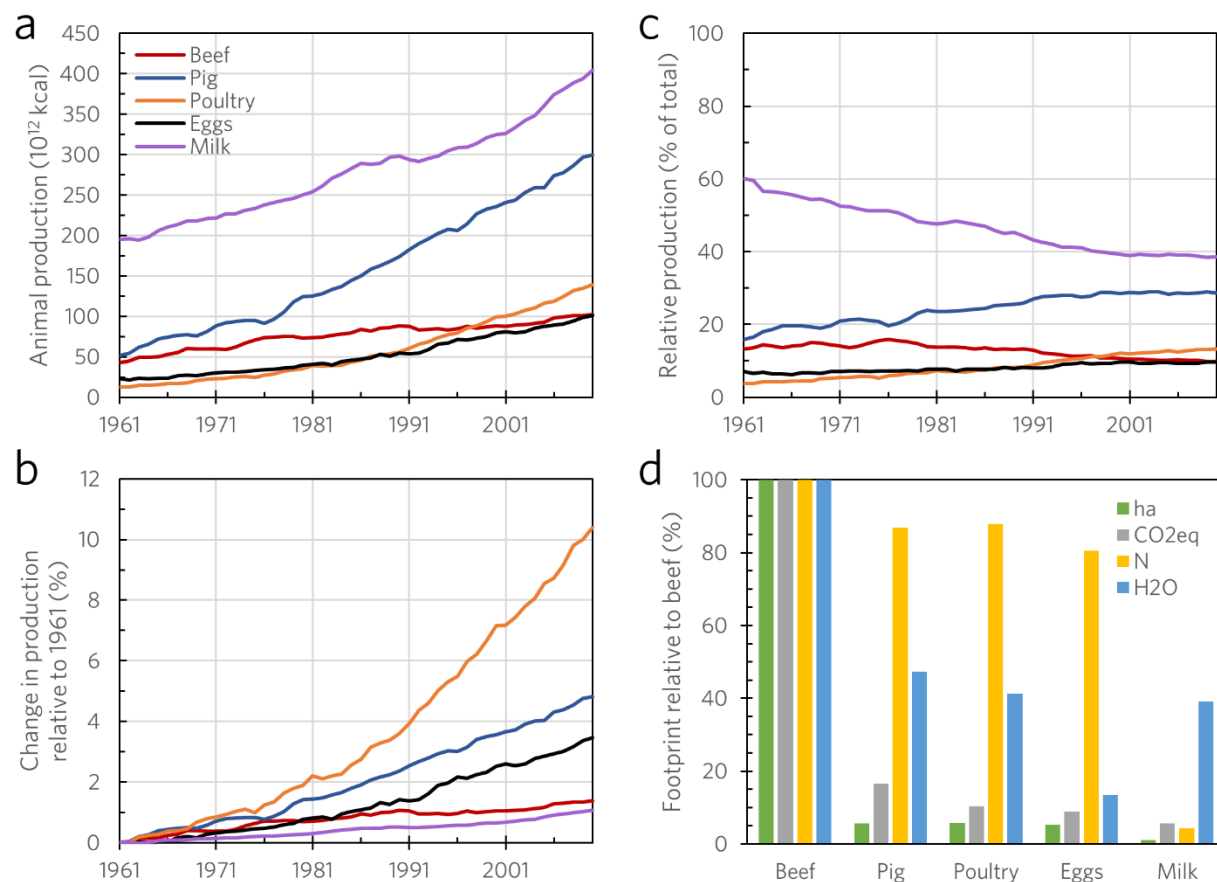 a
450
400
350
300
250
200
150
100
50
0
Animal production (10¹² kcal)
Beef
Pig
Poultry
Eggs
Milk
1961 1971 1981 1991 2001
c
100
80
60
40
20
0
Relative production (% of total)
1961 1971 1981 1991 2001
b
12
10
8
6
4
2
0
Change in production
relative to 1961 (%)
1961 1971 1981 1991 2001
d
100
80
60
40
20
0
Footprint relative to beef (%)
ha
CO2eq
N
H2O
Beef Pig Poultry Eggs Milk